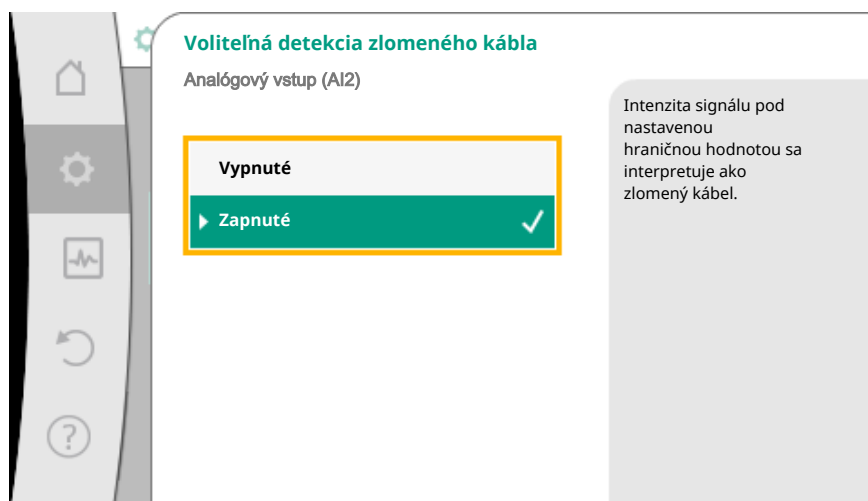 Voliteľná detekcia zlomeného kábla
Analógový vstup (AI2)
Vypnuté
Zapnuté
Intenzita signálu pod
nastavenou
hraničnou hodnotou sa
interpretuje ako
zlomený kábel.
?